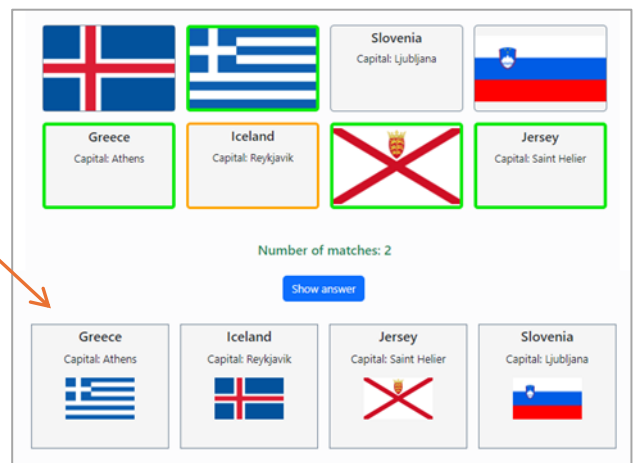 Slovenia
Capital: Ljubljana
Greece
Capital: Athens
Iceland
Capital: Reykjavik
Jersey
Capital: Saint Helier
Number of matches: 2
Show answer
Greece
Capital: Athens
Iceland
Capital: Reykjavik
Jersey
Capital: Saint Helier
Slovenia
Capital: Ljubljana